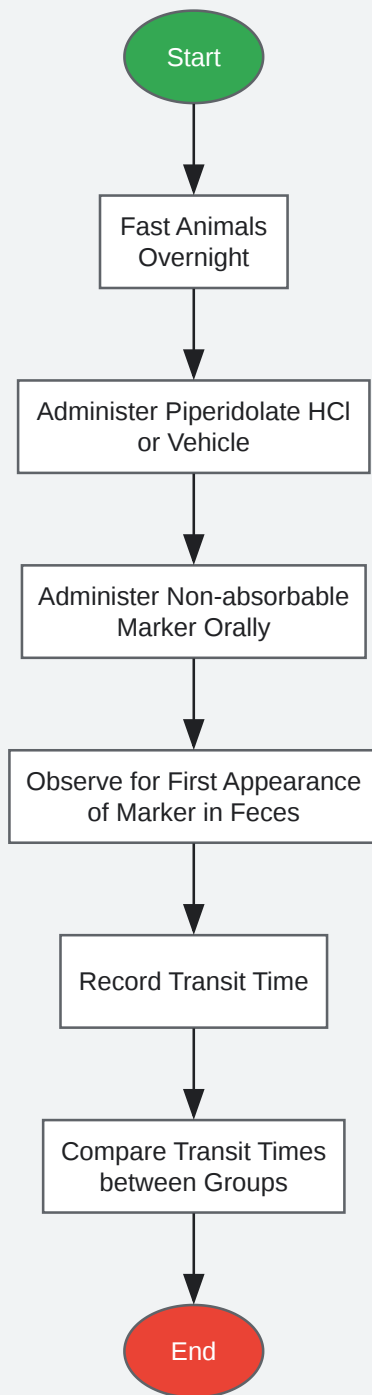 Start
Fast Animals
Overnight
Administer Piperidolate HCl
or Vehicle
Administer Non-absorbable
Marker Orally
Observe for First Appearance
of Marker in Feces
Record Transit Time
Compare Transit Times
between Groups
End